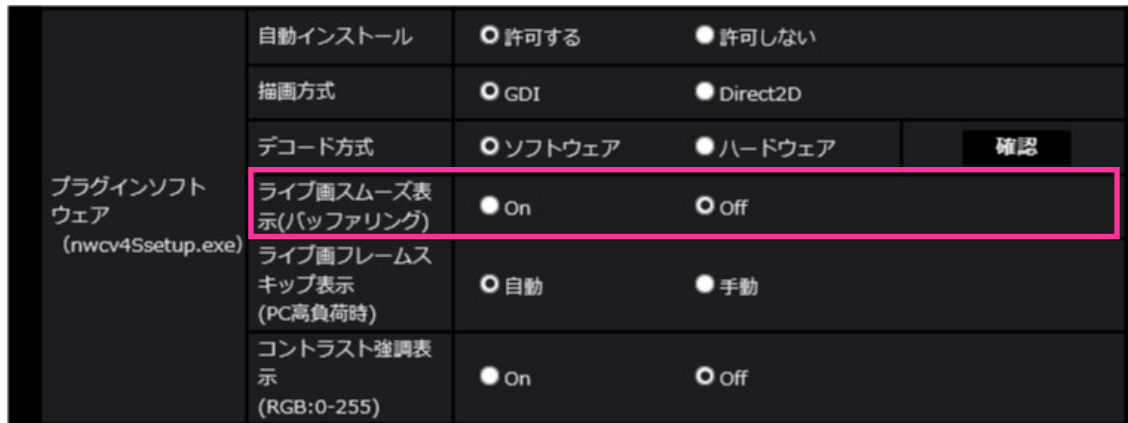 自動インストール 許可する 許可しない
描画方式 GDI Direct2D
デコード方式 ソフトウェア ハードウェア 確認
プラグインソフト
ウェア
（nwcv4Ssetup.exe）
ライブ画スムーズ表
示(バッファリング) On Off
ライブ画フレームス
キップ表示
(PC高負荷時) 自動 手動
コントラスト強調表
示
(RGB:0-255) On Off